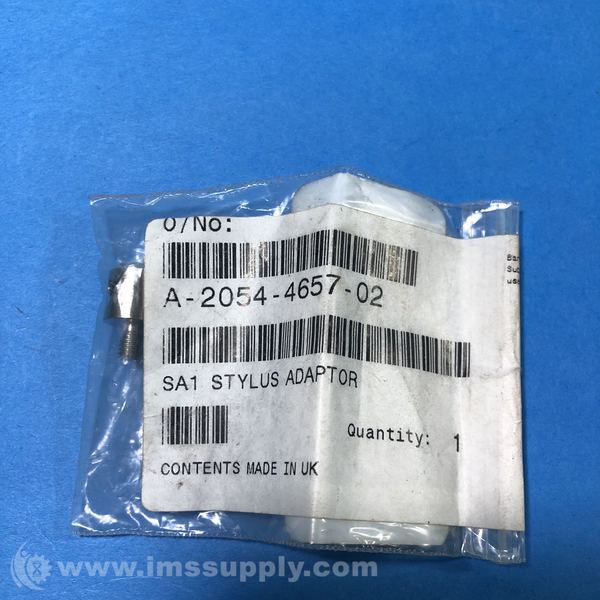 O/No:
A-2054-4657-02
SA1 STYLUS ADAPTOR
Quantity: 1
CONTENTS MADE IN UK
www.imssupply.com